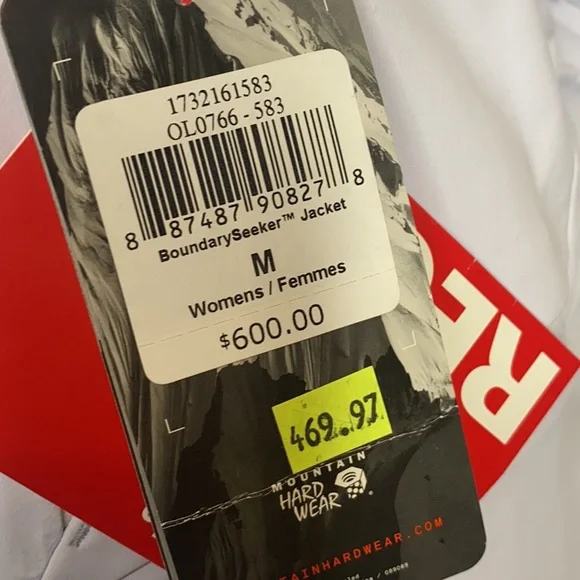 1732161583
OL0766 - 583
8 87487 90827 8
BoundarySeeker™ Jacket
M
Womens / Femmes
$600.00
469.97
MOUNTAIN
HARD
WEAR®
TAINHARDWEAR.COM